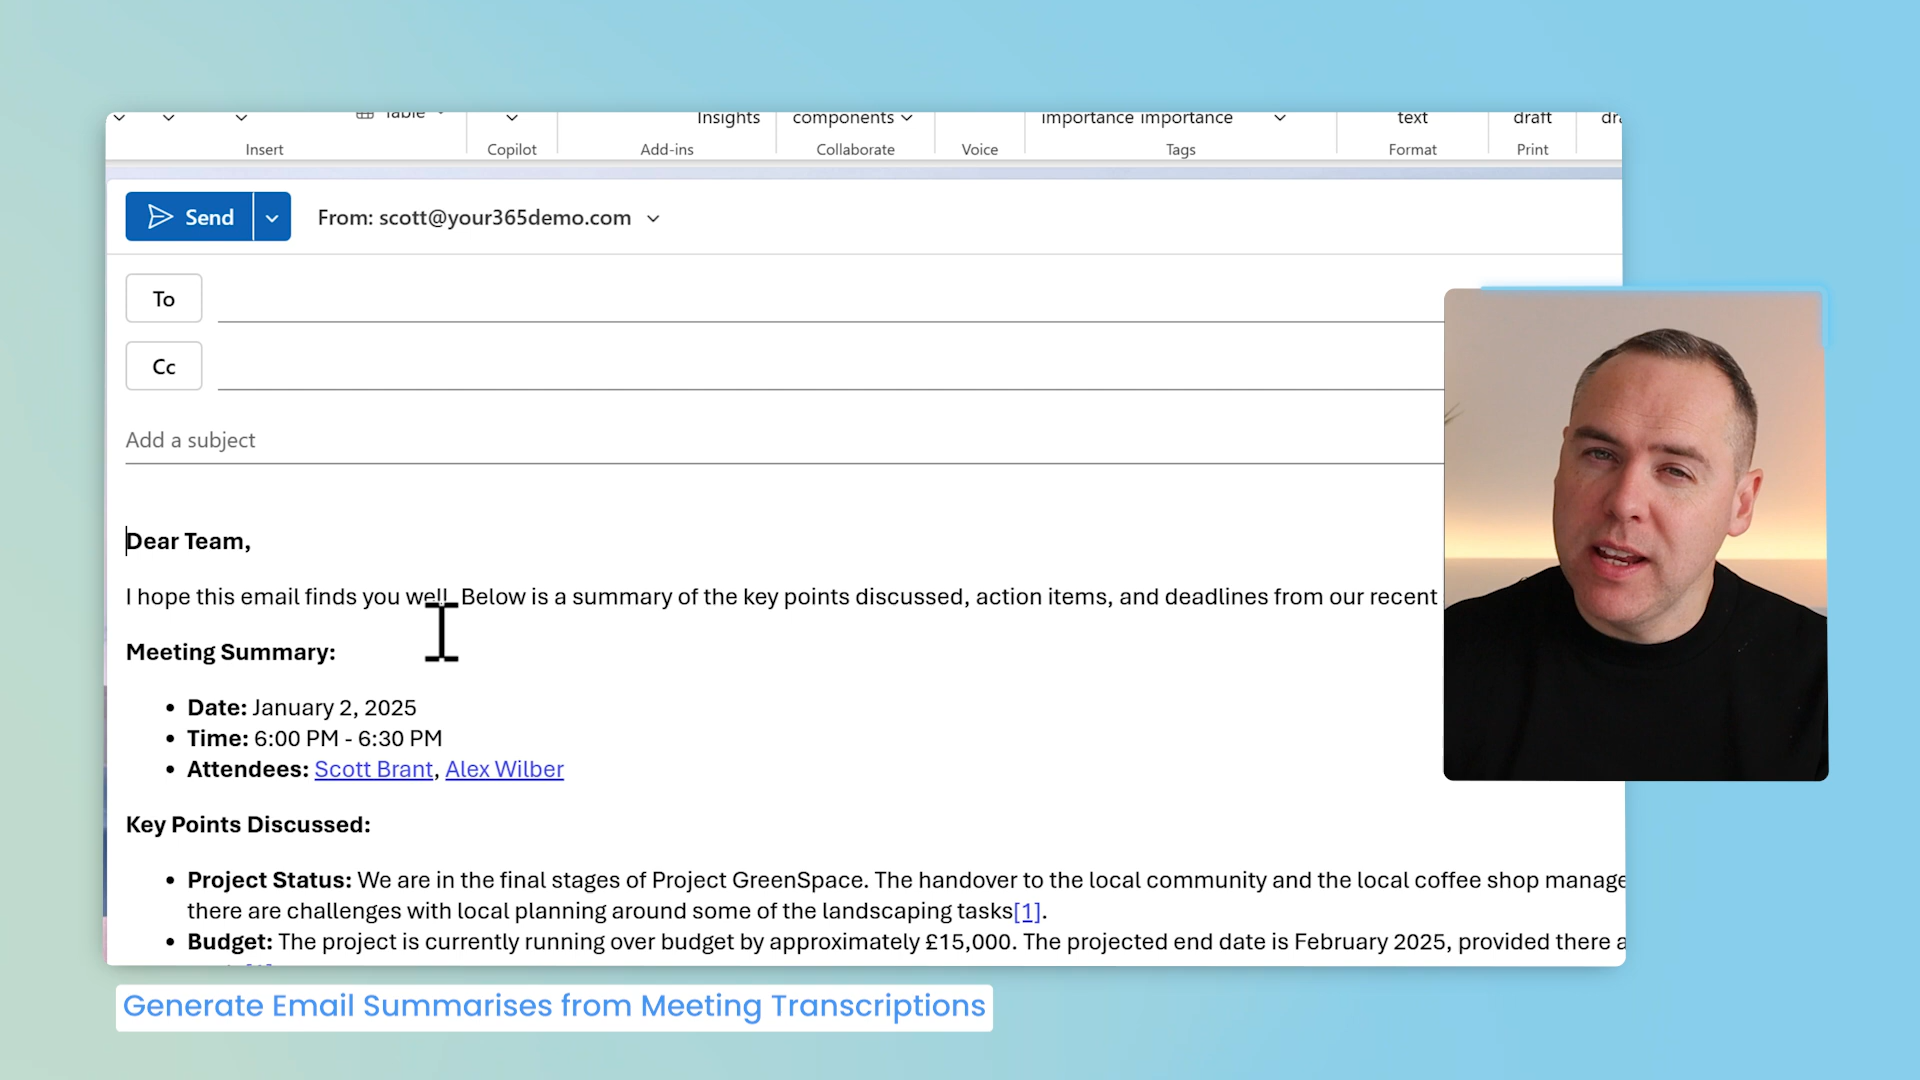 Table
Insights components importance importance text draft
Insert Copilot Add-ins Collaborate Voice Tags Format Print
Send From: scott@your365demo.com
To
Cc
Add a subject
Dear Team,
I hope this email finds you well. Below is a summary of the key points discussed, action items, and deadlines from our recent
Meeting Summary:
• Date: January 2, 2025
• Time: 6:00 PM - 6:30 PM
• Attendees: Scott Brant, Alex Wilber
Key Points Discussed:
• Project Status: We are in the final stages of Project GreenSpace. The handover to the local community and the local coffee shop manage
there are challenges with local planning around some of the landscaping tasks[1].
• Budget: The project is currently running over budget by approximately £15,000. The projected end date is February 2025, provided there a
Generate Email Summarises from Meeting Transcriptions